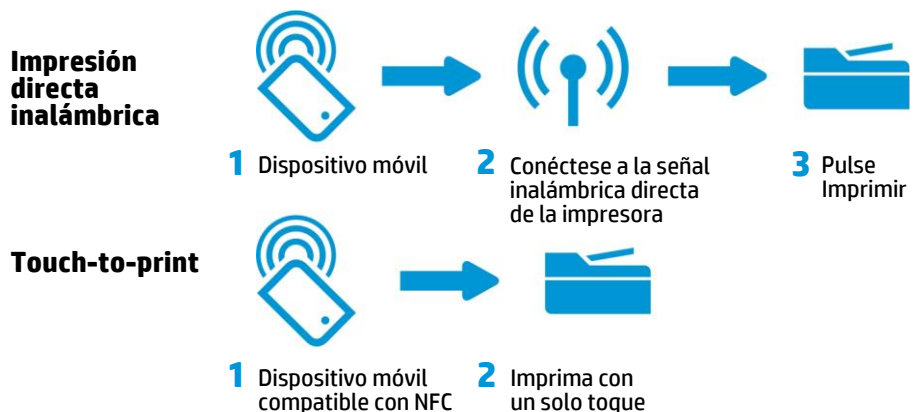 Impresión
directa
inalámbrica
1 Dispositivo móvil
2 Conéctese a la señal
inalámbrica directa
de la impresora
3 Pulse
Imprimir
Touch-to-print
1 Dispositivo móvil
compatible con NFC
2 Imprima con
un solo toque